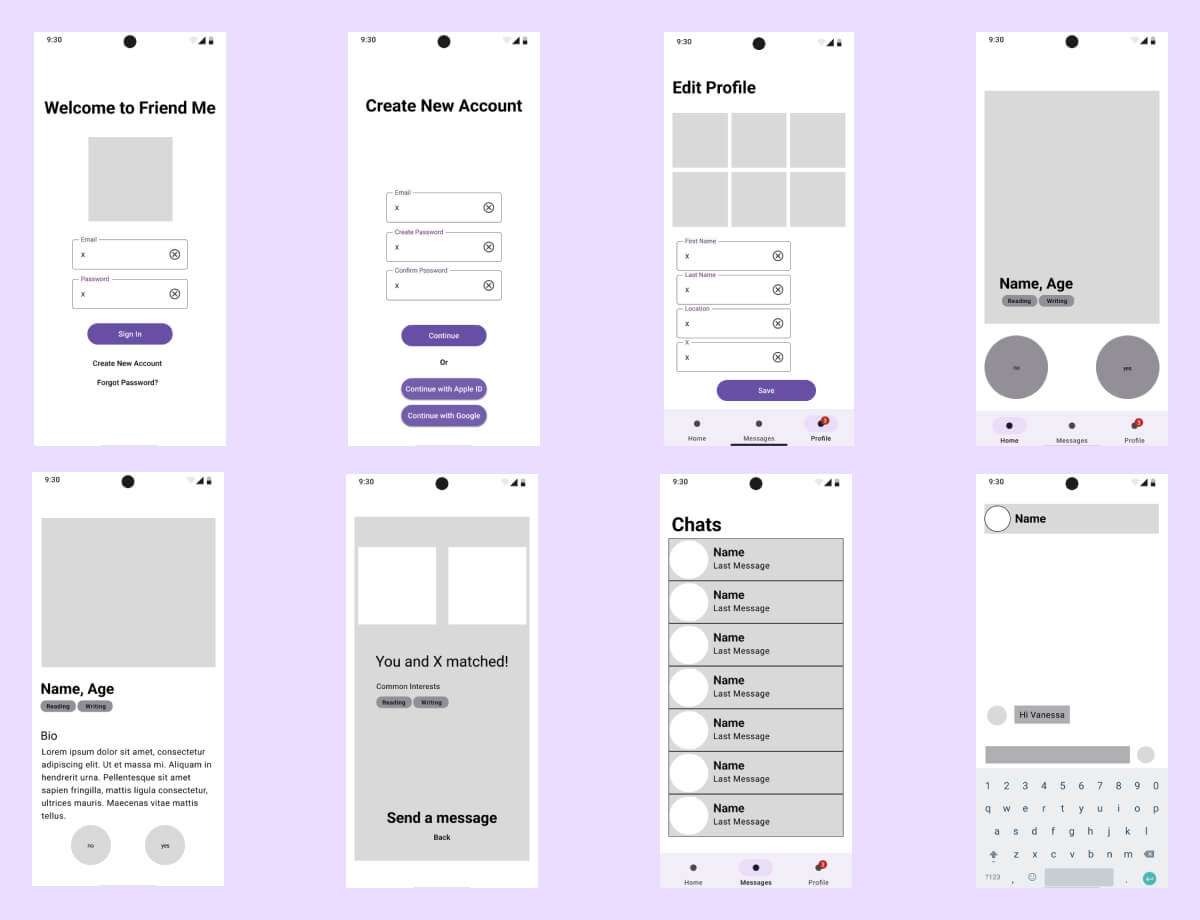 9:30
Welcome to Friend Me
Email
x
Password
x
Sign In
Create New Account
Forgot Password?
9:30
Create New Account
Email
x
Create Password
x
Confirm Password
x
Continue
Or
Continue with Apple ID
Continue with Google
9:30
Edit Profile
First Name
x
Last Name
x
Location
x
X
x
Save
3
Home Messages Profile
9:30
Name, Age
Reading Writing
no yes
3
Home Messages Profile
9:30
Name, Age
Reading Writing
Bio
Lorem ipsum dolor sit amet, consectetur
adipiscing elit. Ut et massa mi. Aliquam in
hendrerit urna. Pellentesque sit amet
sapien fringilla, mattis ligula consectetur,
ultrices mauris. Maecenas vitae mattis
tellus.
no yes
9:30
You and X matched!
Common Interests
Reading Writing
Send a message
Back
9:30
Chats
Name
Last Message
Name
Last Message
Name
Last Message
Name
Last Message
Name
Last Message
Name
Last Message
Name
Last Message
3
Home Messages Profile
9:30
Name
Hi Vanessa
1 2 3 4 5 6 7 8 9 0
q w e r t y u i o p
a s d f g h j k l
z x c v b n m
?123 , .